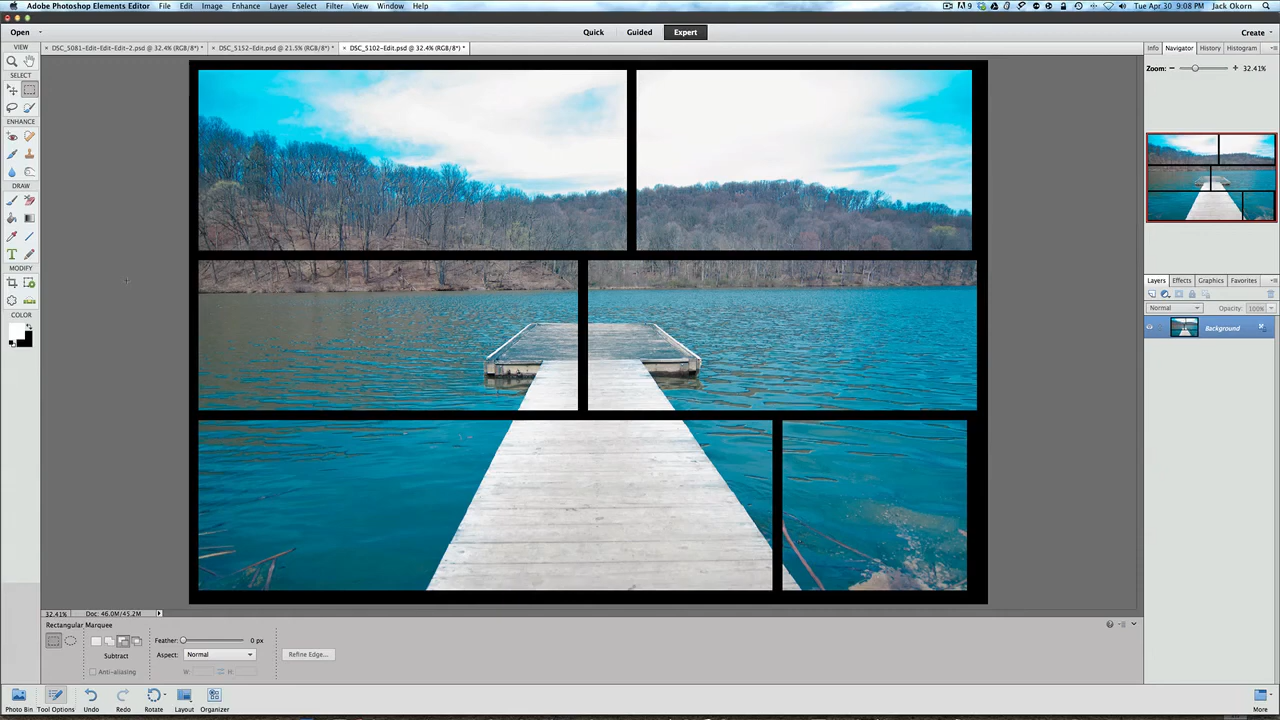 Adobe Photoshop Elements Editor File Edit Image Enhance Layer Select Filter View Window Help 9 Tue Apr 30 9:08 PM Jack Okorn
Open Quick Guided Expert Create
VIEW × DSC_5081-Edit-Edit-Edit-2.psd @ 32.4% (RGB/8*) * × DSC_5152-Edit.psd @ 21.5% (RGB/8*) * × DSC_5102-Edit.psd @ 32.4% (RGB/8*) * Info Navigator History Histogram
Zoom: 32.41%
SELECT
ENHANCE
DRAW
MODIFY
COLOR
Layers Effects Graphics Favorites
Normal Opacity: 100%
Background
32.41% Doc: 46.0M/45.2M
Rectangular Marquee
Feather: 0 px
Subtract Aspect: Normal Refine Edge...
Anti-aliasing W: H:
Photo Bin Tool Options Undo Redo Rotate Layout Organizer More